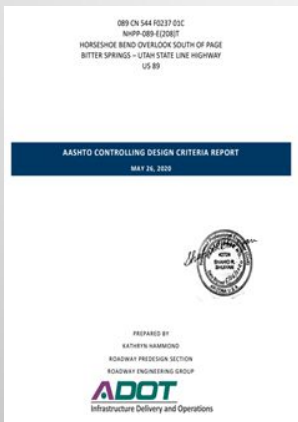 089 CN 544 F0237 01C
NHPP-089-E(208)T
HORSESHOE BEND OVERLOOK SOUTH OF PAGE
BITTER SPRINGS – UTAH STATE LINE HIGHWAY
US 89
AASHTO CONTROLLING DESIGN CRITERIA REPORT
MAY 26, 2020
PREPARED BY
KATHRYN HAMMOND
ROADWAY PREDESIGN SECTION
ROADWAY ENGINEERING GROUP
ADOT
Infrastructure Delivery and Operations